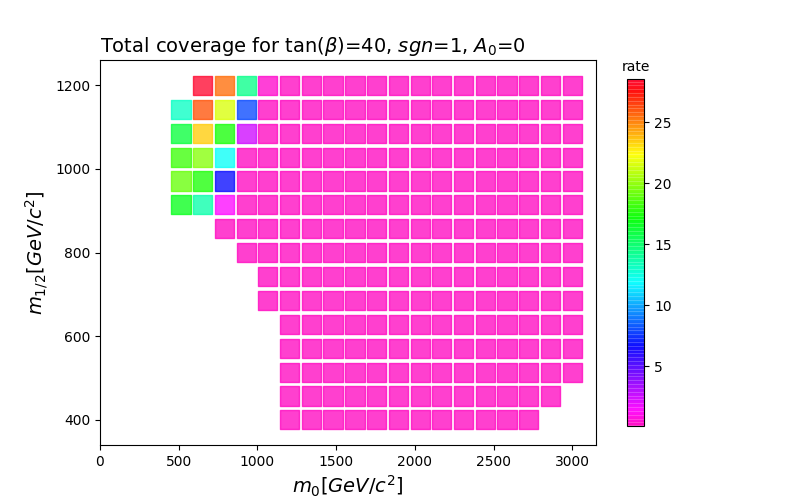 Total coverage for tan(β)=40, sgn=1, A₀=0
rate
1200
1000
800
600
400
25
20
15
10
5
m₁/₂[GeV/c²]
0 500 1000 1500 2000 2500 3000
m₀[GeV/c²]